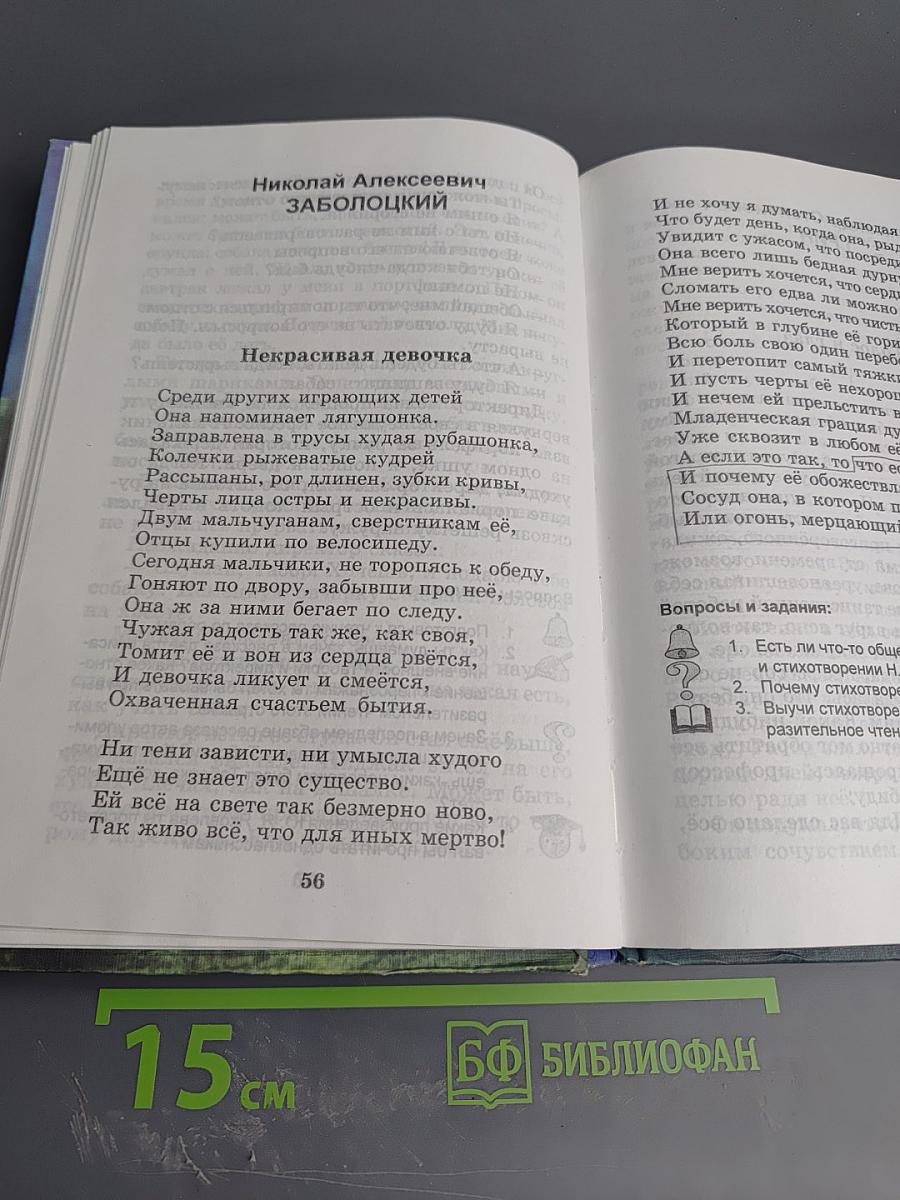 Николай Алексеевич
ЗАБОЛОЦКИЙ
Некрасивая девочка
Среди других играющих детей
Она напоминает лягушонка.
Заправлена в трусы худая рубашонка,
Колечки рыжеватые кудрей
Рассыпаны, рот длинен, зубки кривы,
Черты лица остры и некрасивы.
Двум мальчуганам, сверстникам её,
Отцы купили по велосипеду.
Сегодня мальчики, не торопясь к обеду,
Гоняют по двору, забывши про неё,
Она ж за ними бегает по следу.
Чужая радость так же, как своя,
Томит её и вон из сердца рвётся,
И девочка ликует и смеётся,
Охваченная счастьем бытия.
Ни тени зависти, ни умысла худого
Ещё не знает это существо.
Ей всё на свете так безмерно ново,
Так живо всё, что для иных мертво!
56
И не хочу я думать, наблюдая
Что будет день, когда она,
Увидит с ужасом, что
Она всего лишь бедная
Мне верить хочется, что
Сломать его едва ли можно
Мне верить хочется, что
Который в глубине её
Всю боль свою один
И перетопит самый
И пусть черты её
И нечем ей прельстить
Младенческая грация
Уже сквозит в любом
А если это так, то что
И почему её
Сосуд она, в котором
Или огонь,
Вопросы и задания:
1. Есть ли что-то
и стихотворении Н.
2. Почему
3. Выучи
15 см
БФ БИБЛИОФАН